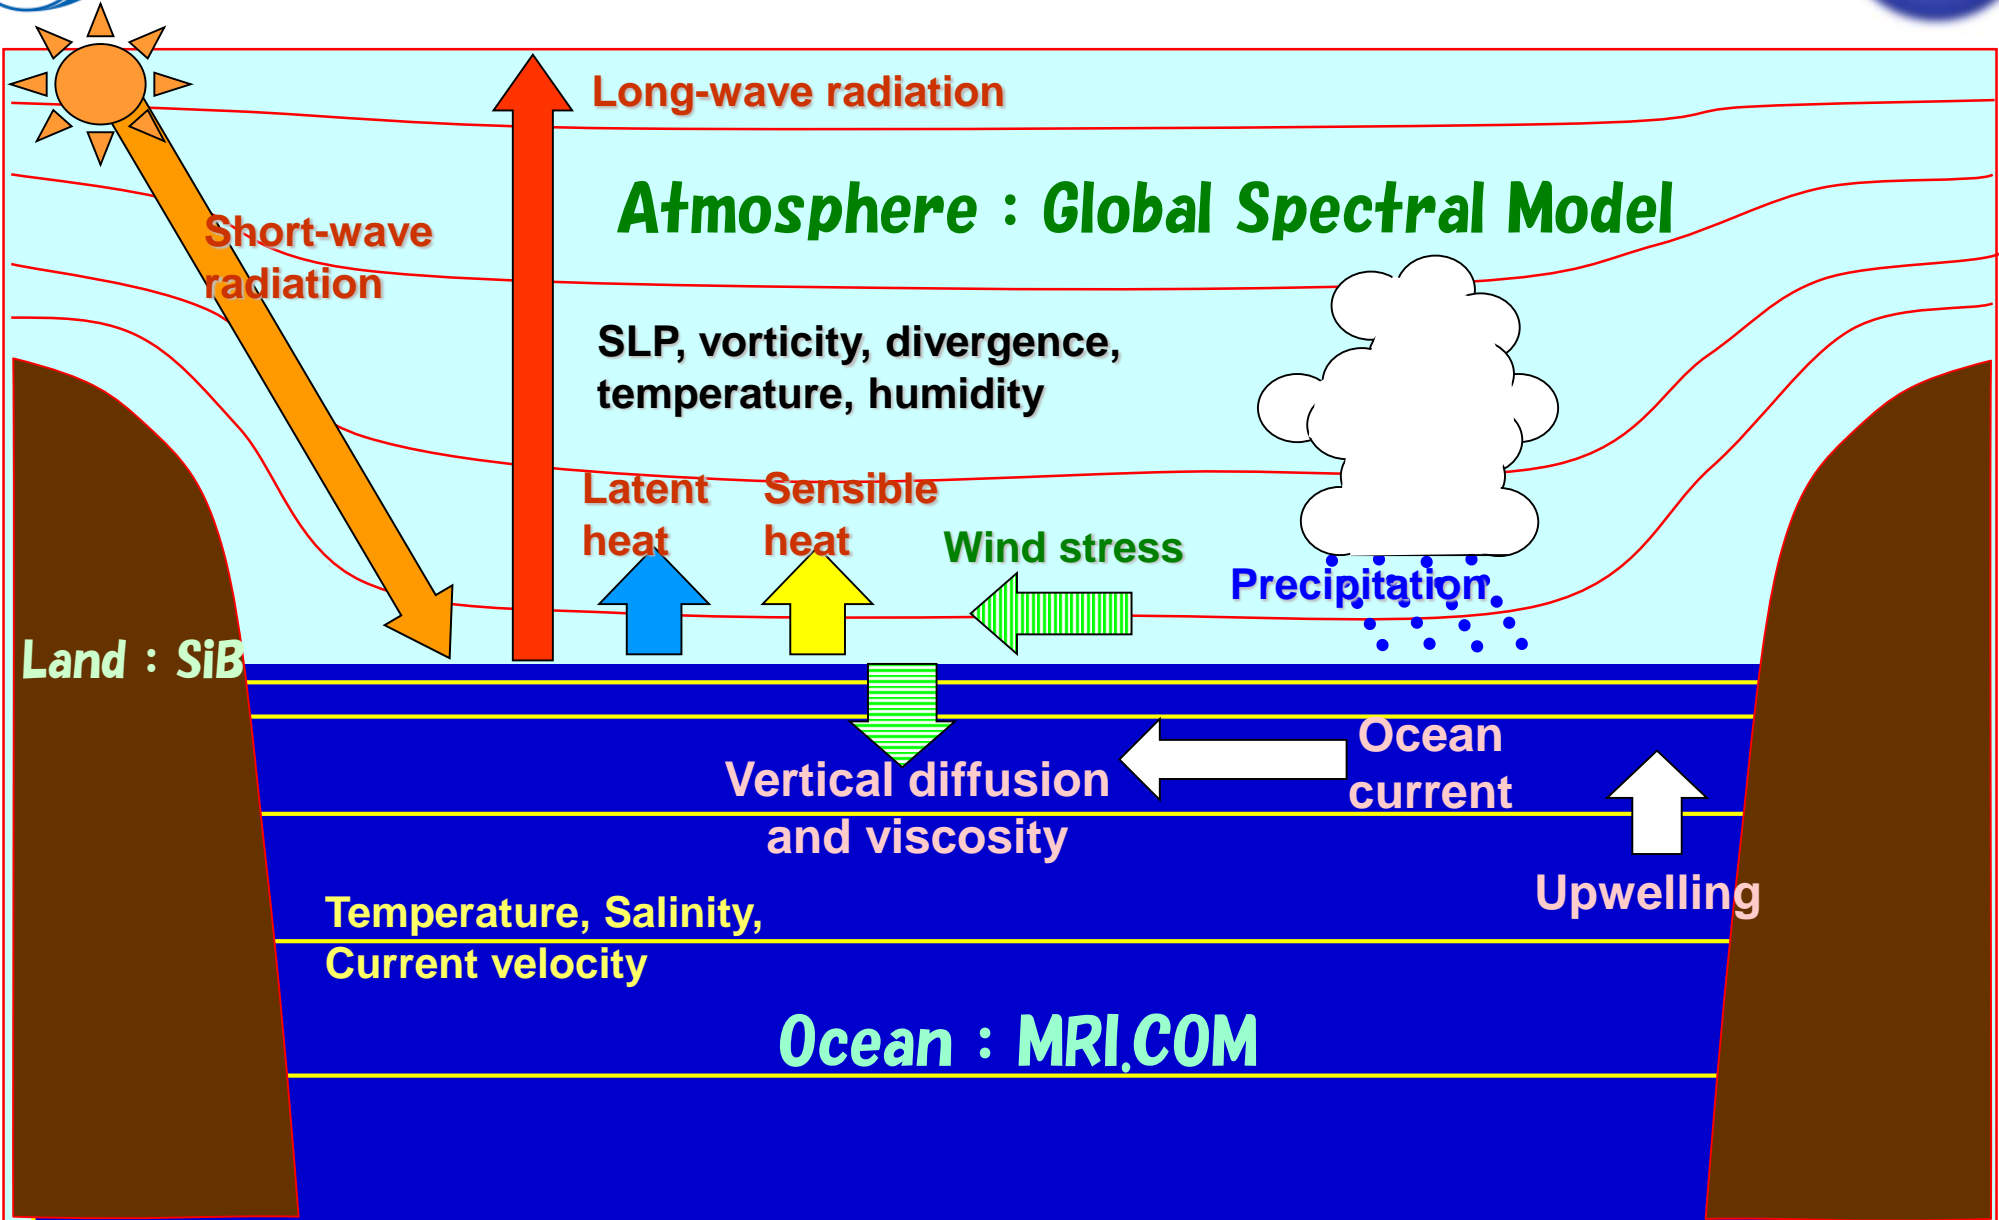 Long-wave radiation
Atmosphere : Global Spectral Model
Short-wave
radiation
SLP, vorticity, divergence,
temperature, humidity
Latent
heat
Sensible
heat
Wind stress
Precipitation
Land : SiB
Ocean
current
Vertical diffusion
and viscosity
Upwelling
Temperature, Salinity,
Current velocity
Ocean : MRI.COM